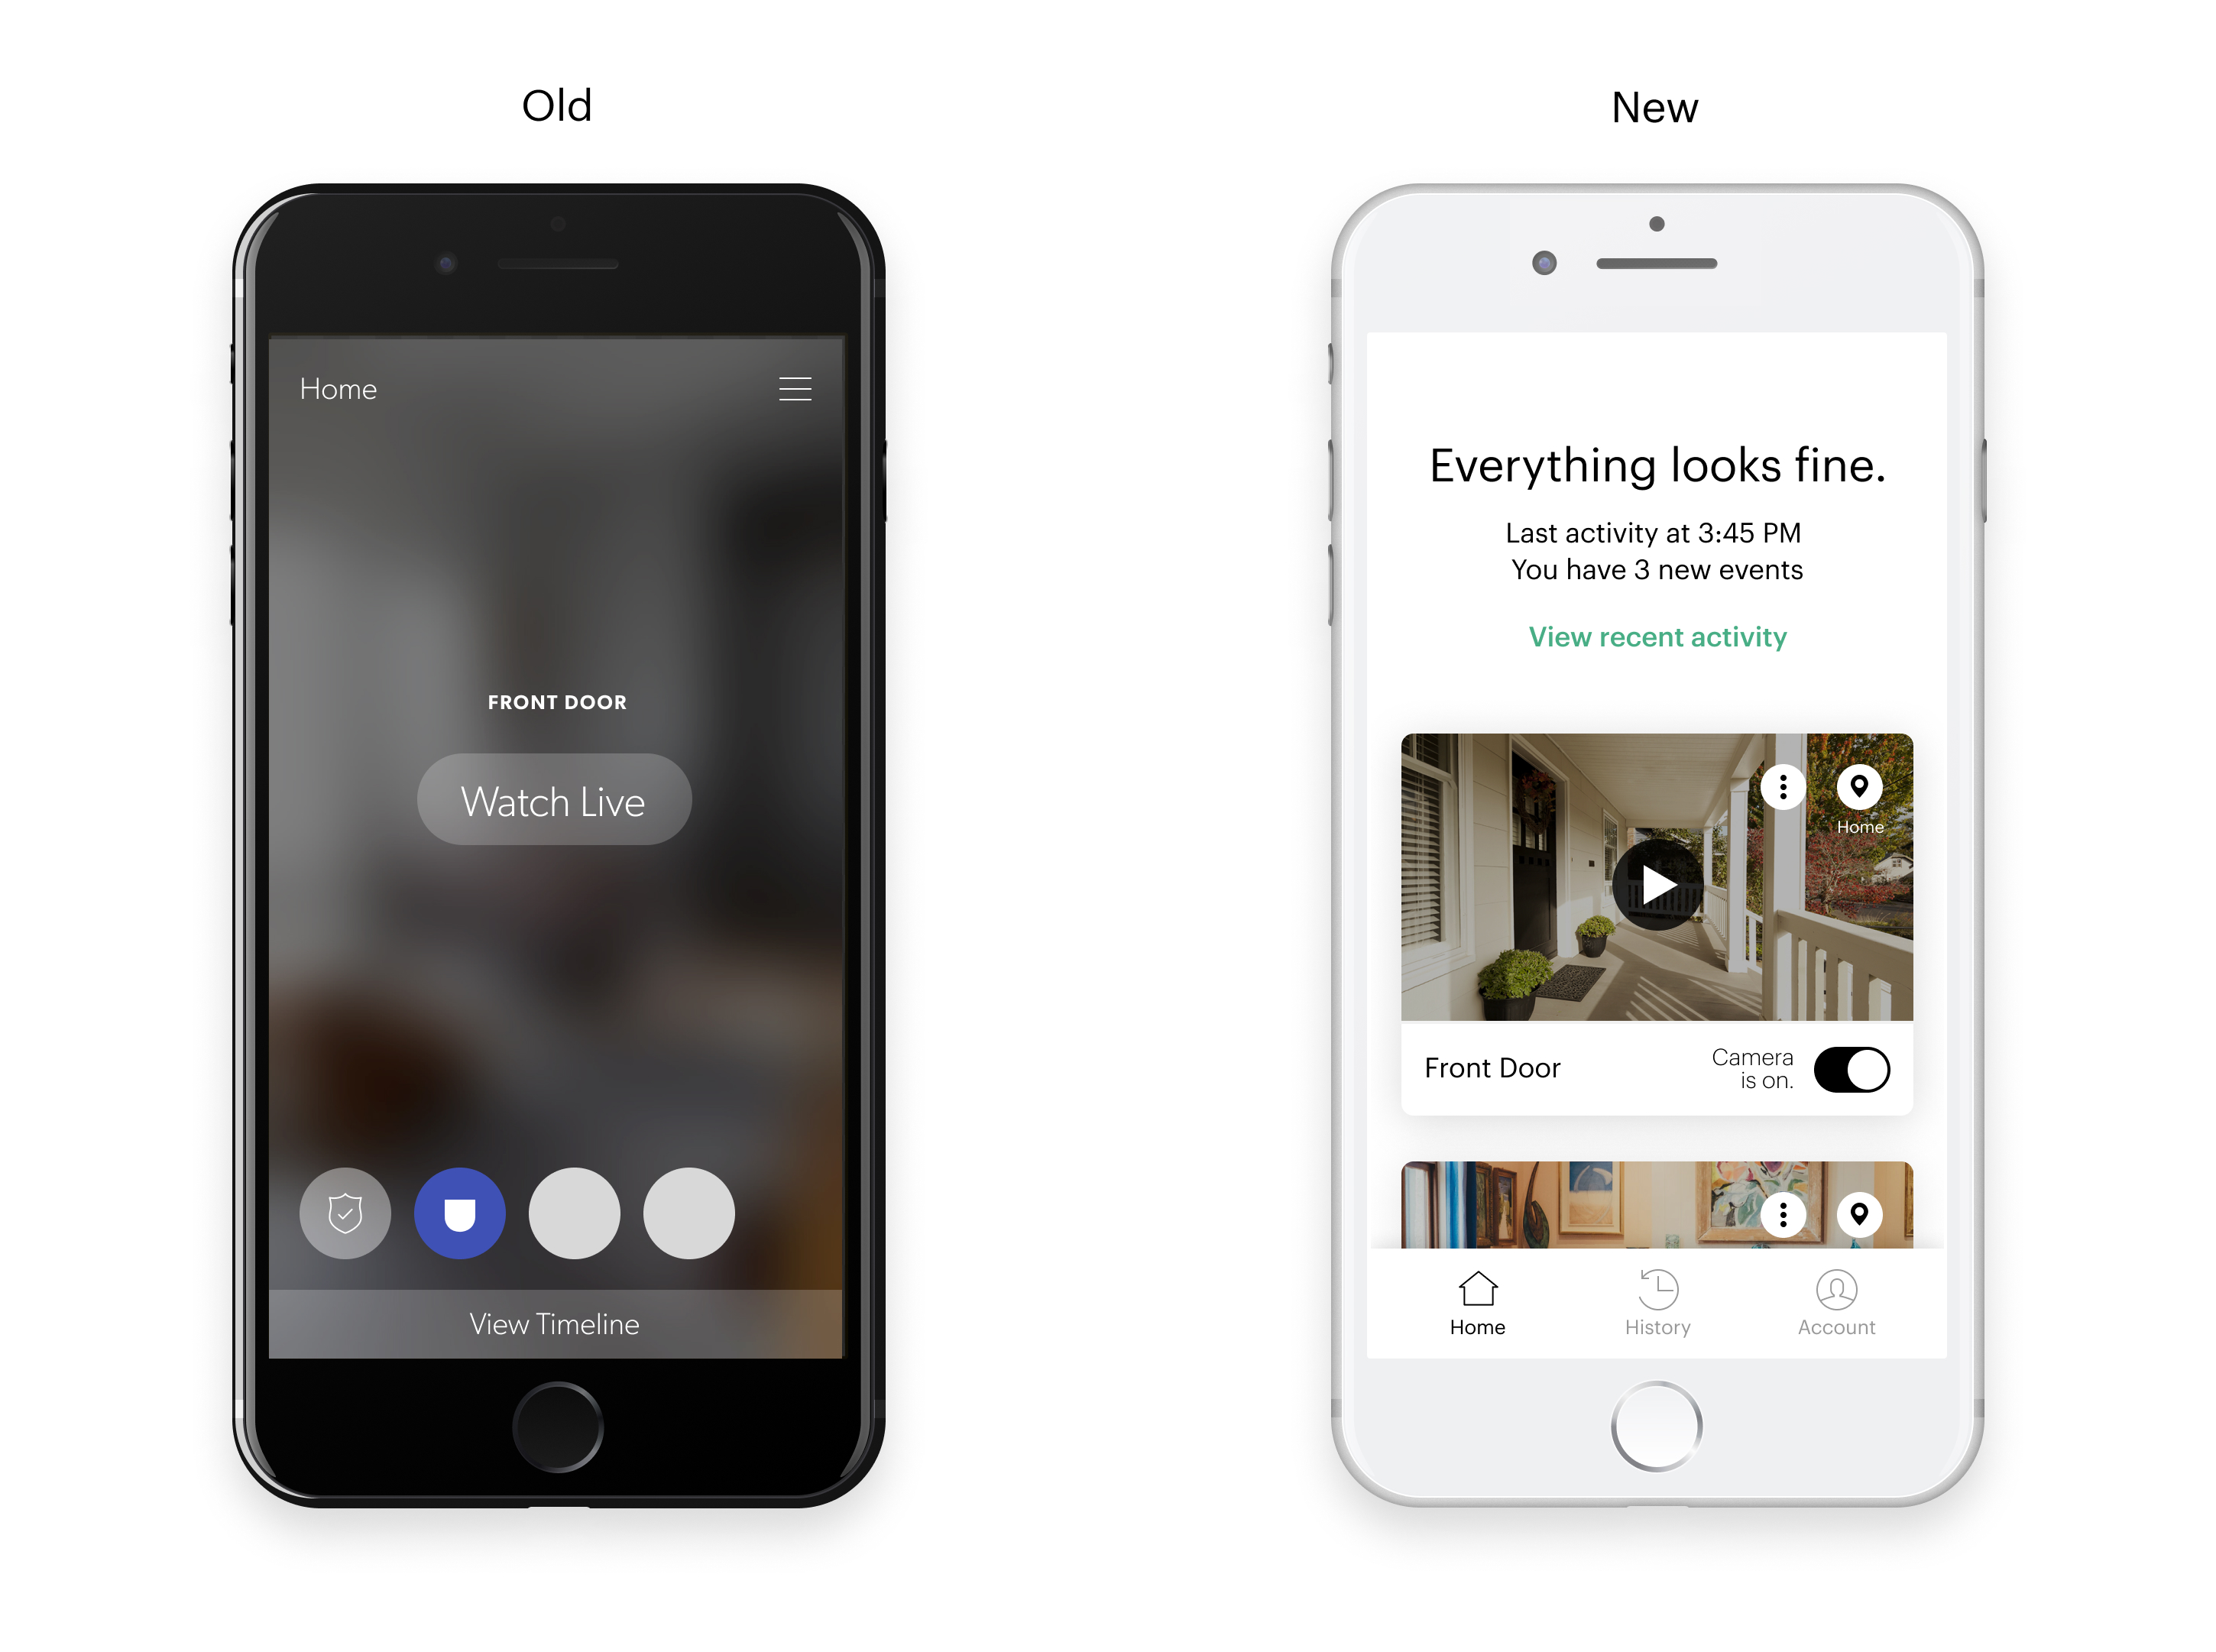 Old
Home
FRONT DOOR
Watch Live
View Timeline
New
Everything looks fine.
Last activity at 3:45 PM
You have 3 new events
View recent activity
Home
Front Door
Camera
is on.
Home
History
Account